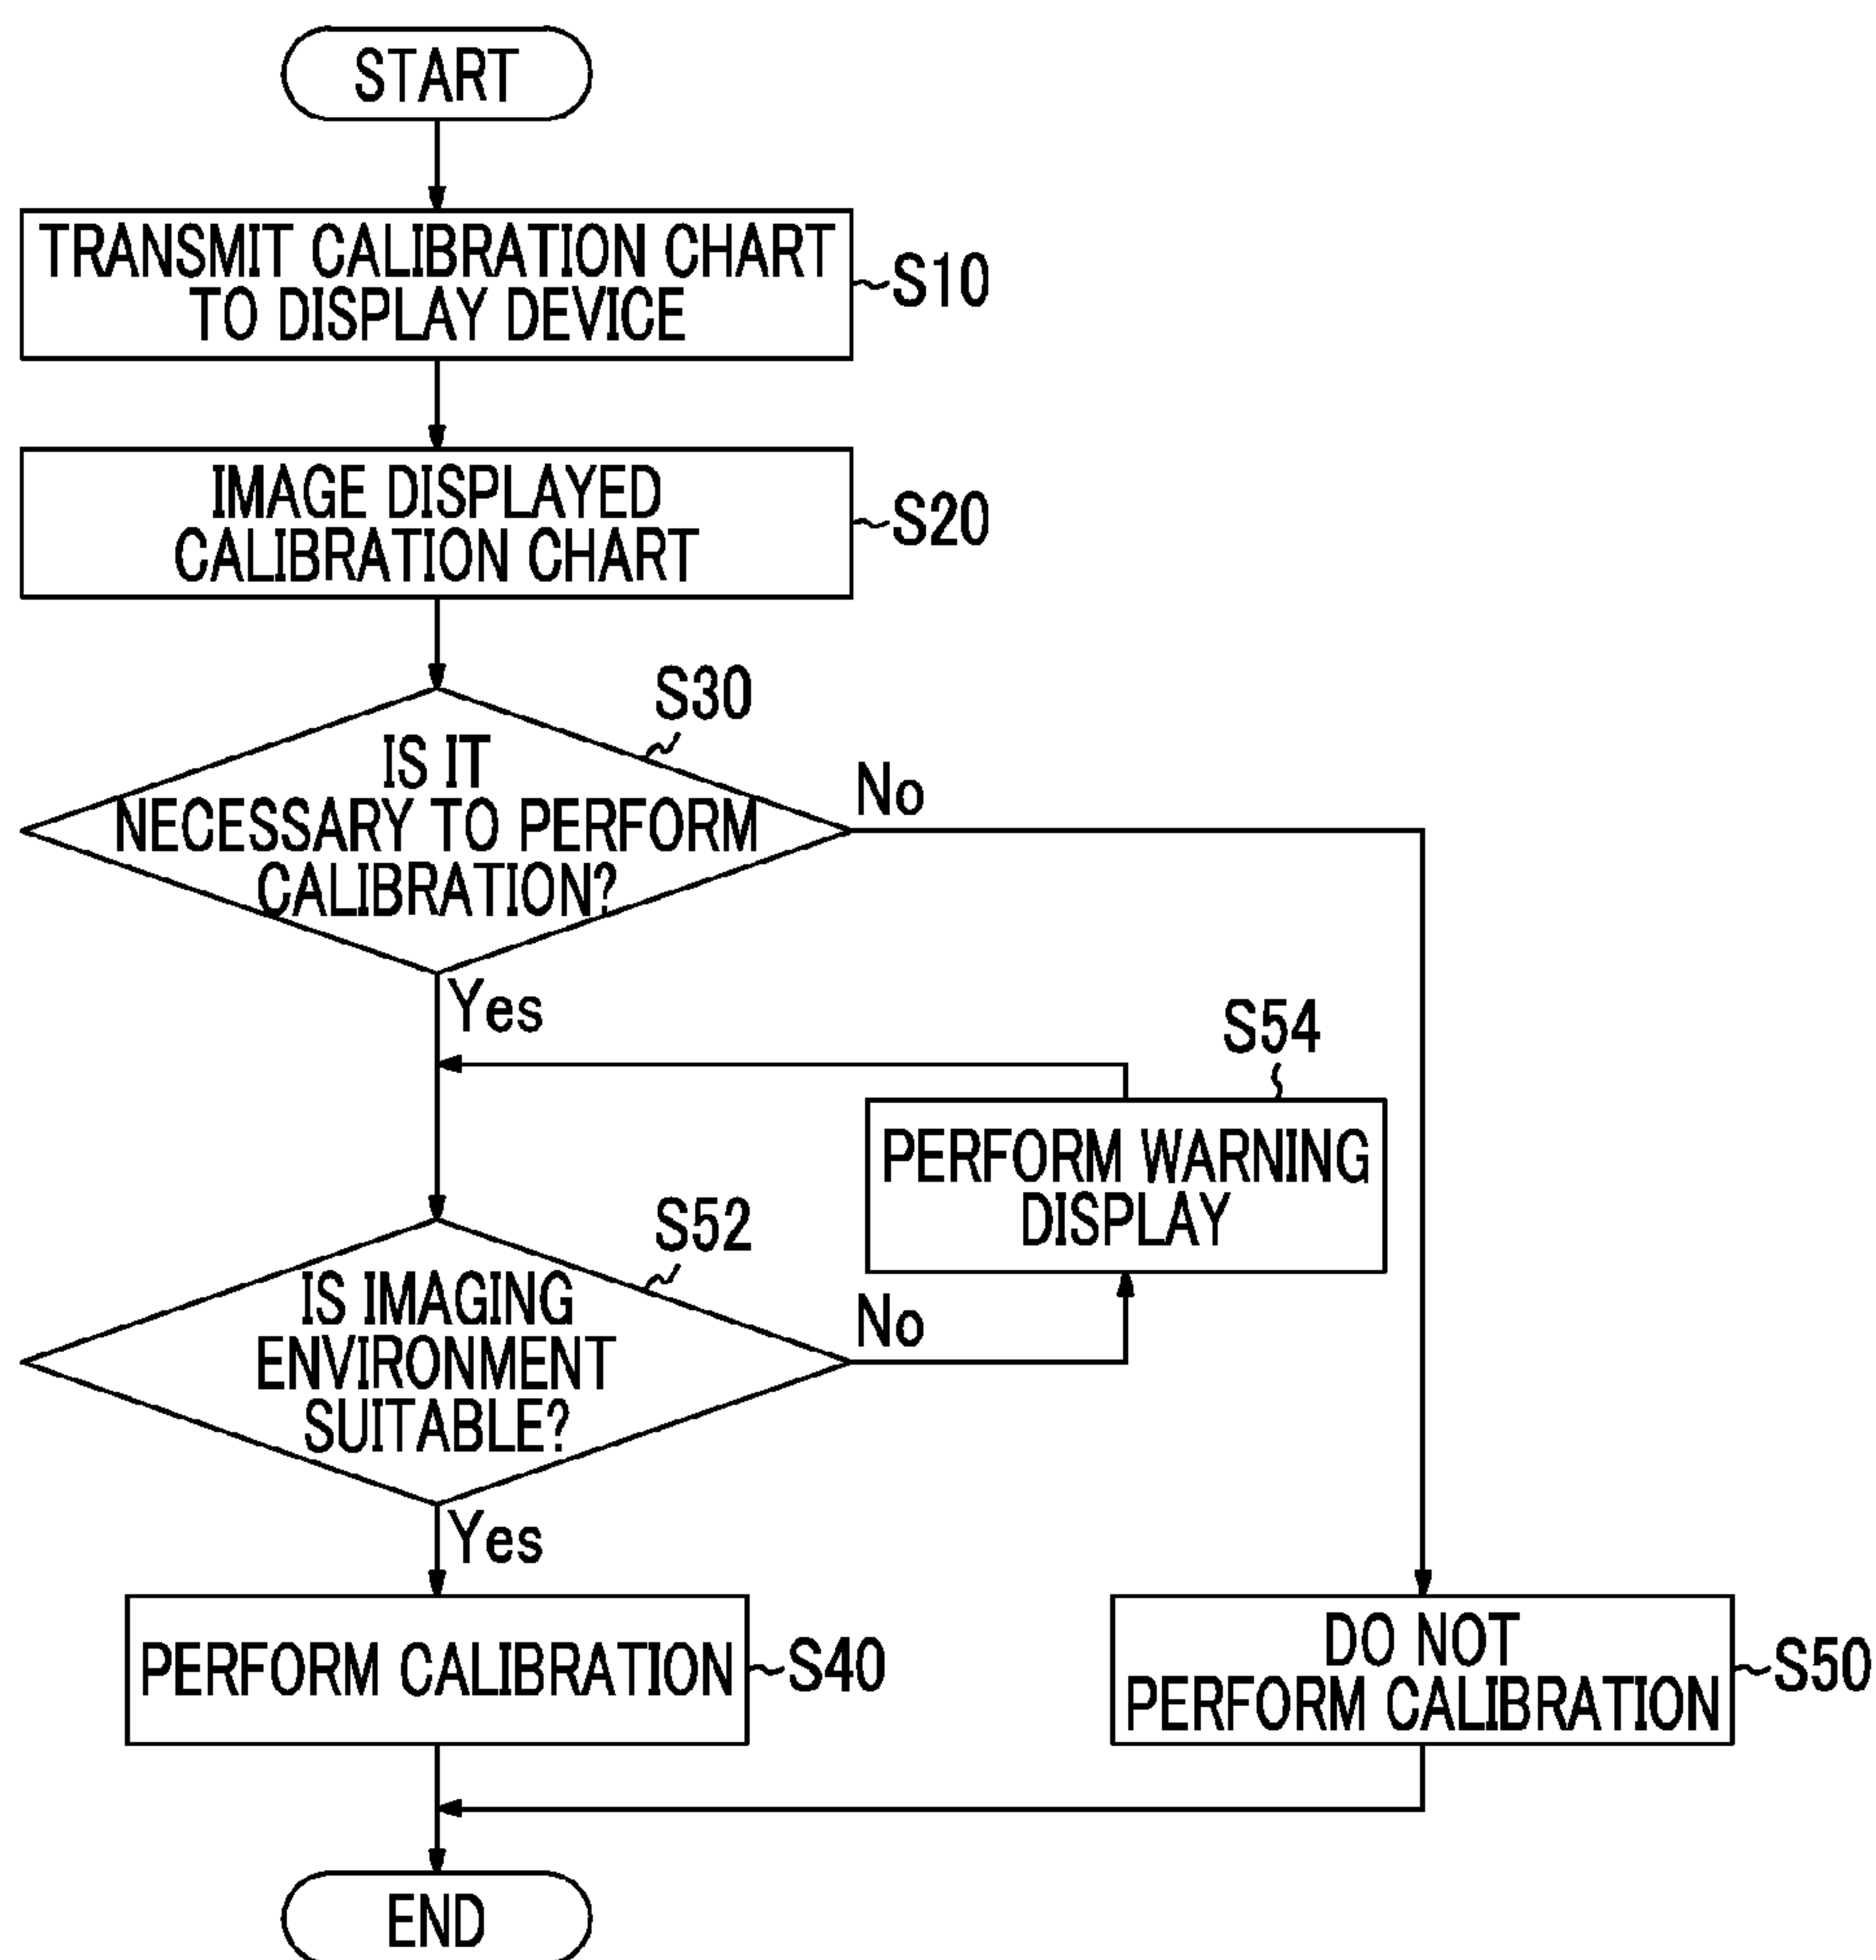 START
TRANSMIT CALIBRATION CHART
TO DISPLAY DEVICE
S10
IMAGE DISPLAYED
CALIBRATION CHART
S20
S30
IS IT
NECESSARY TO PERFORM
CALIBRATION?
No
Yes
S54
PERFORM WARNING
DISPLAY
S52
IS IMAGING
ENVIRONMENT
SUITABLE?
No
Yes
PERFORM CALIBRATION
S40
DO NOT
PERFORM CALIBRATION
S50
END